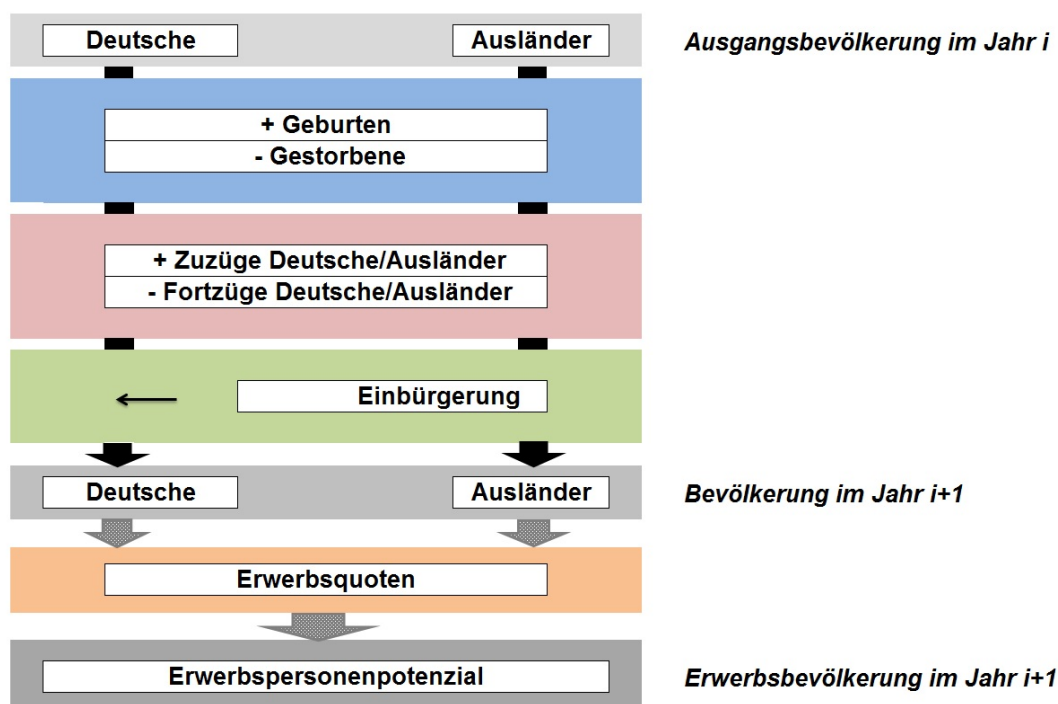 Deutsche
Ausländer
Ausgangsbevölkerung im Jahr i
+ Geburten
- Gestorbene
+ Zuzüge Deutsche/Ausländer
- Fortzüge Deutsche/Ausländer
Einbürgerung
Deutsche
Ausländer
Bevölkerung im Jahr i+1
Erwerbsquoten
Erwerbspersonenpotenzial
Erwerbsbevölkerung im Jahr i+1